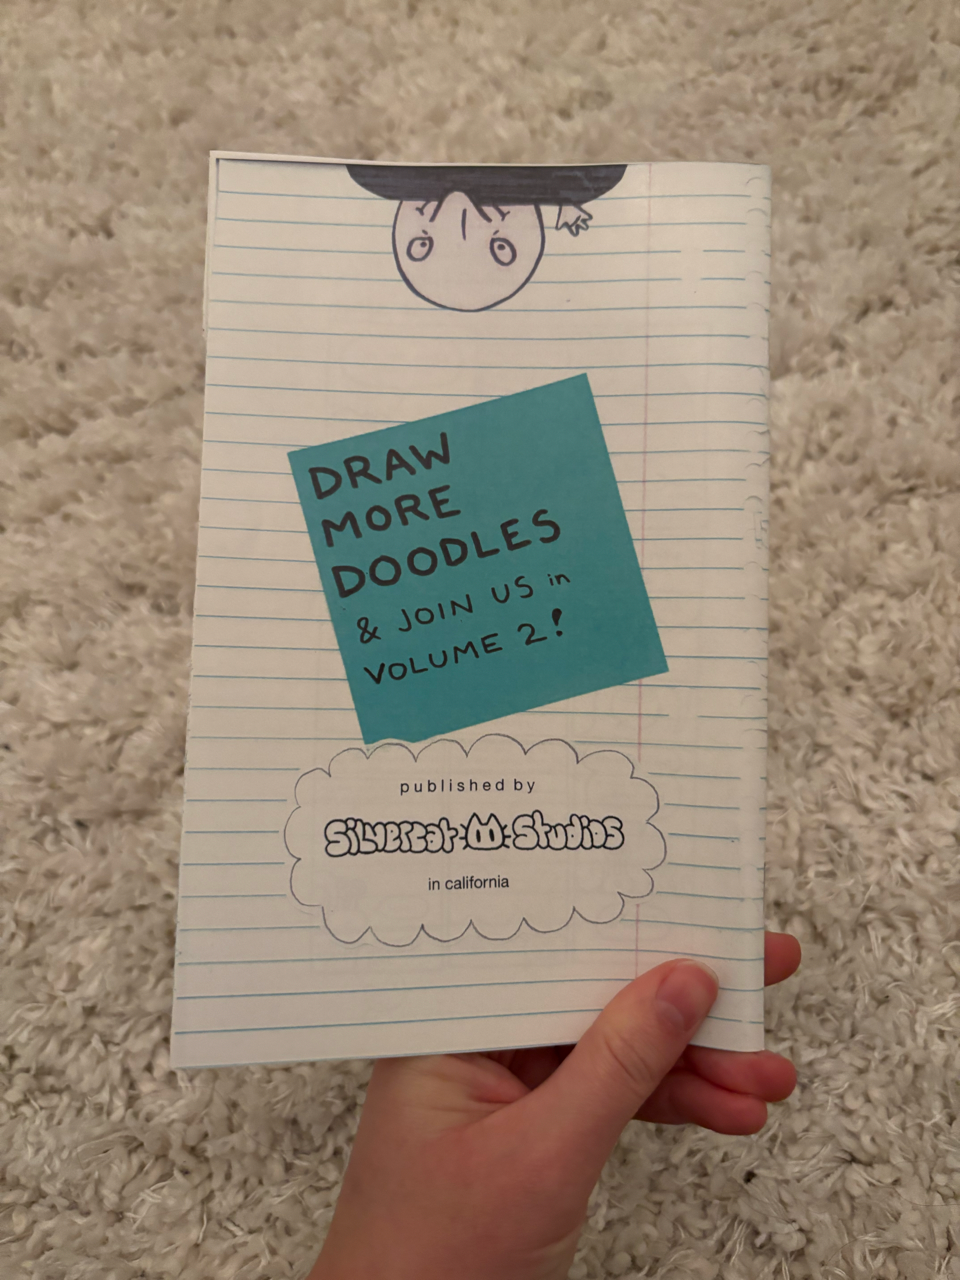 DRAW
MORE
DOODLES
& JOIN US in
VOLUME 2!
published by
Silvercat Studios
in california